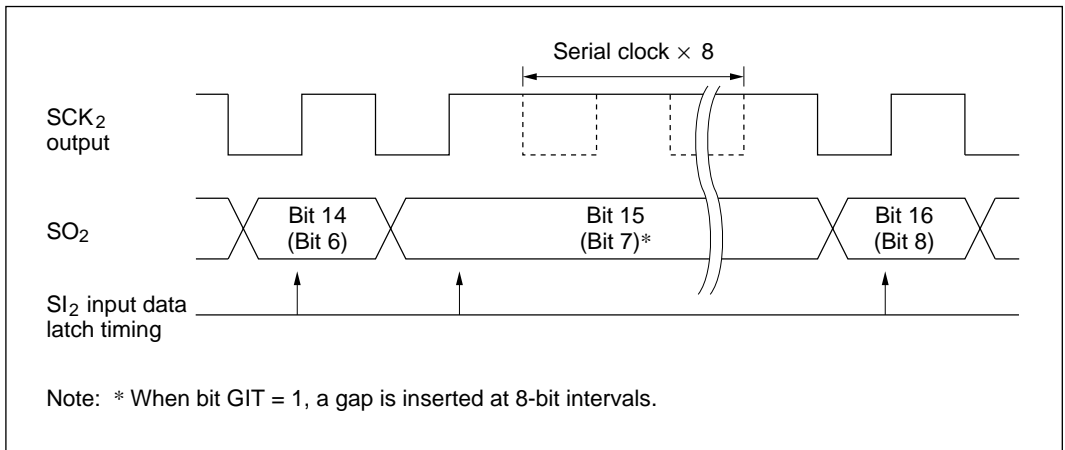 Serial clock × 8
SCK₂
output
SO₂
Bit 14
(Bit 6)
Bit 15
(Bit 7)*
Bit 16
(Bit 8)
SI₂ input data
latch timing
Note: * When bit GIT = 1, a gap is inserted at 8-bit intervals.